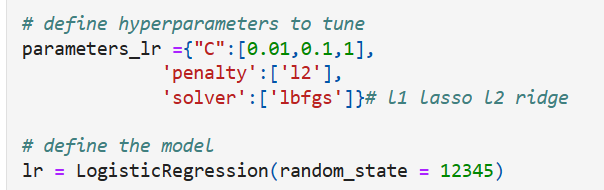 # define hyperparameters to tune
parameters_lr ={"C":[0.01,0.1,1],
'penalty':['l2'],
'solver':['lbfgs']}# l1 lasso l2 ridge
# define the model
lr = LogisticRegression(random_state = 12345)